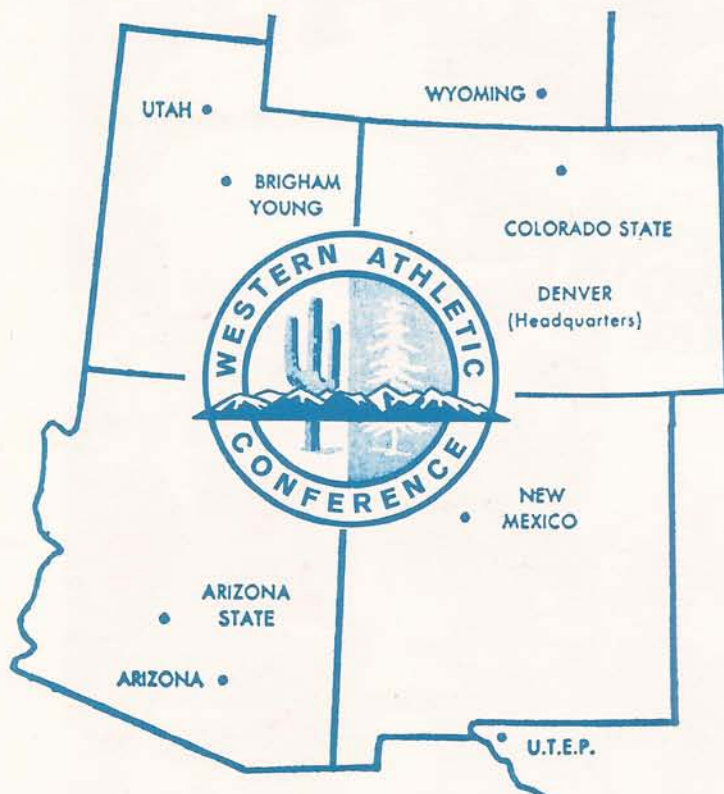 UTAH
WYOMING
BRIGHAM
YOUNG
COLORADO STATE
DENVER
(Headquarters)
WESTERN ATHLETIC
CONFERENCE
NEW
MEXICO
ARIZONA
STATE
ARIZONA
U.T.E.P.